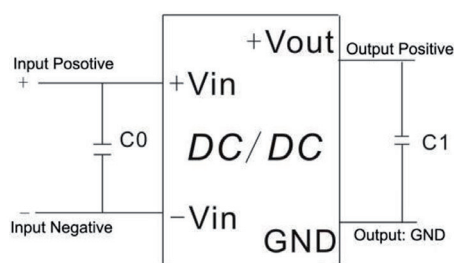 +Vout
Output Positive
Input Posotive
+
+Vin
C0
DC/DC
C1
−
−Vin
Input Negative
GND
Output: GND